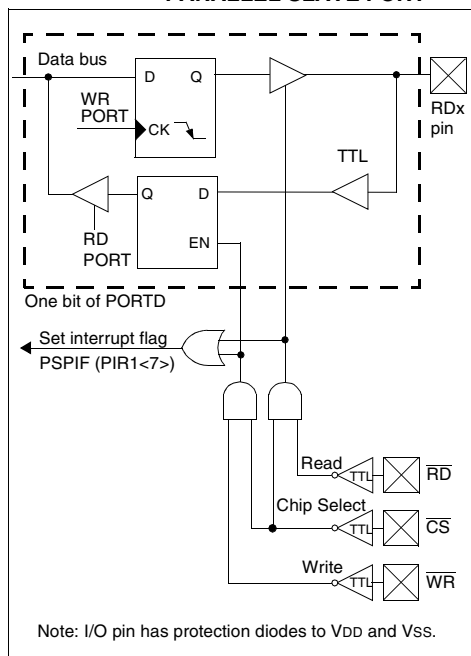 PARALLEL SLAVE PORT
Data bus
D Q
WR
PORT
CK
RDx
pin
TTL
Q D
EN
RD
PORT
One bit of PORTD
Set interrupt flag
PSPIF (PIR1<7>)
Read
TTL
RD
Chip Select
TTL
CS
Write
TTL
WR
Note: I/O pin has protection diodes to VDD and VSS.